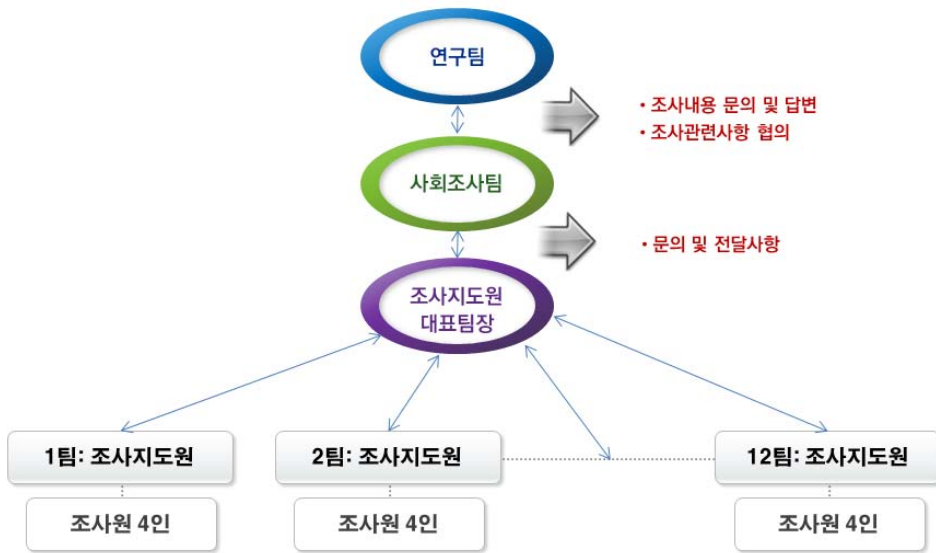 연구팀
• 조사내용 문의 및 답변
• 조사관련사항 협의
사회조사팀
• 문의 및 전달사항
조사지도원
대표팀장
1팀: 조사지도원
2팀: 조사지도원
12팀: 조사지도원
조사원 4인
조사원 4인
조사원 4인